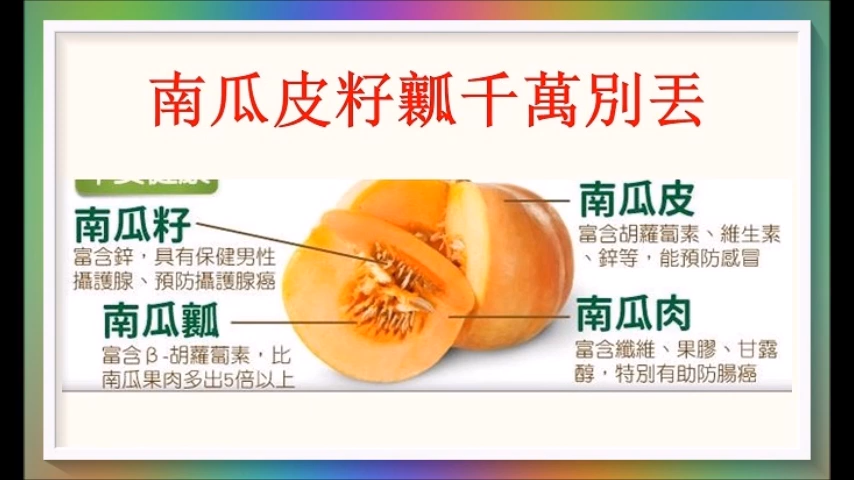 南瓜皮籽瓤千萬別丟
南瓜籽
富含鋅，具有保健男性
攝護腺、預防攝護腺癌
南瓜瓤
富含β-胡蘿蔔素，比
南瓜果肉多出5倍以上
南瓜皮
富含胡蘿蔔素、維生素
、鋅等，能預防感冒
南瓜肉
富含纖維、果膠、甘露
醇，特別有助防腸癌